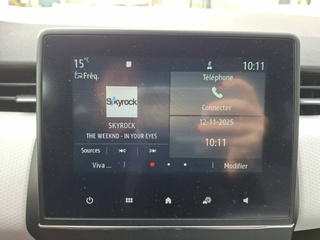 15 °C
10:11
Fréq.
Téléphone
Skyrock
Connecter
SKYROCK
12-11-2025
THE WEEKND - IN YOUR EYES
10:11
Sources
Viva ...
Modifier